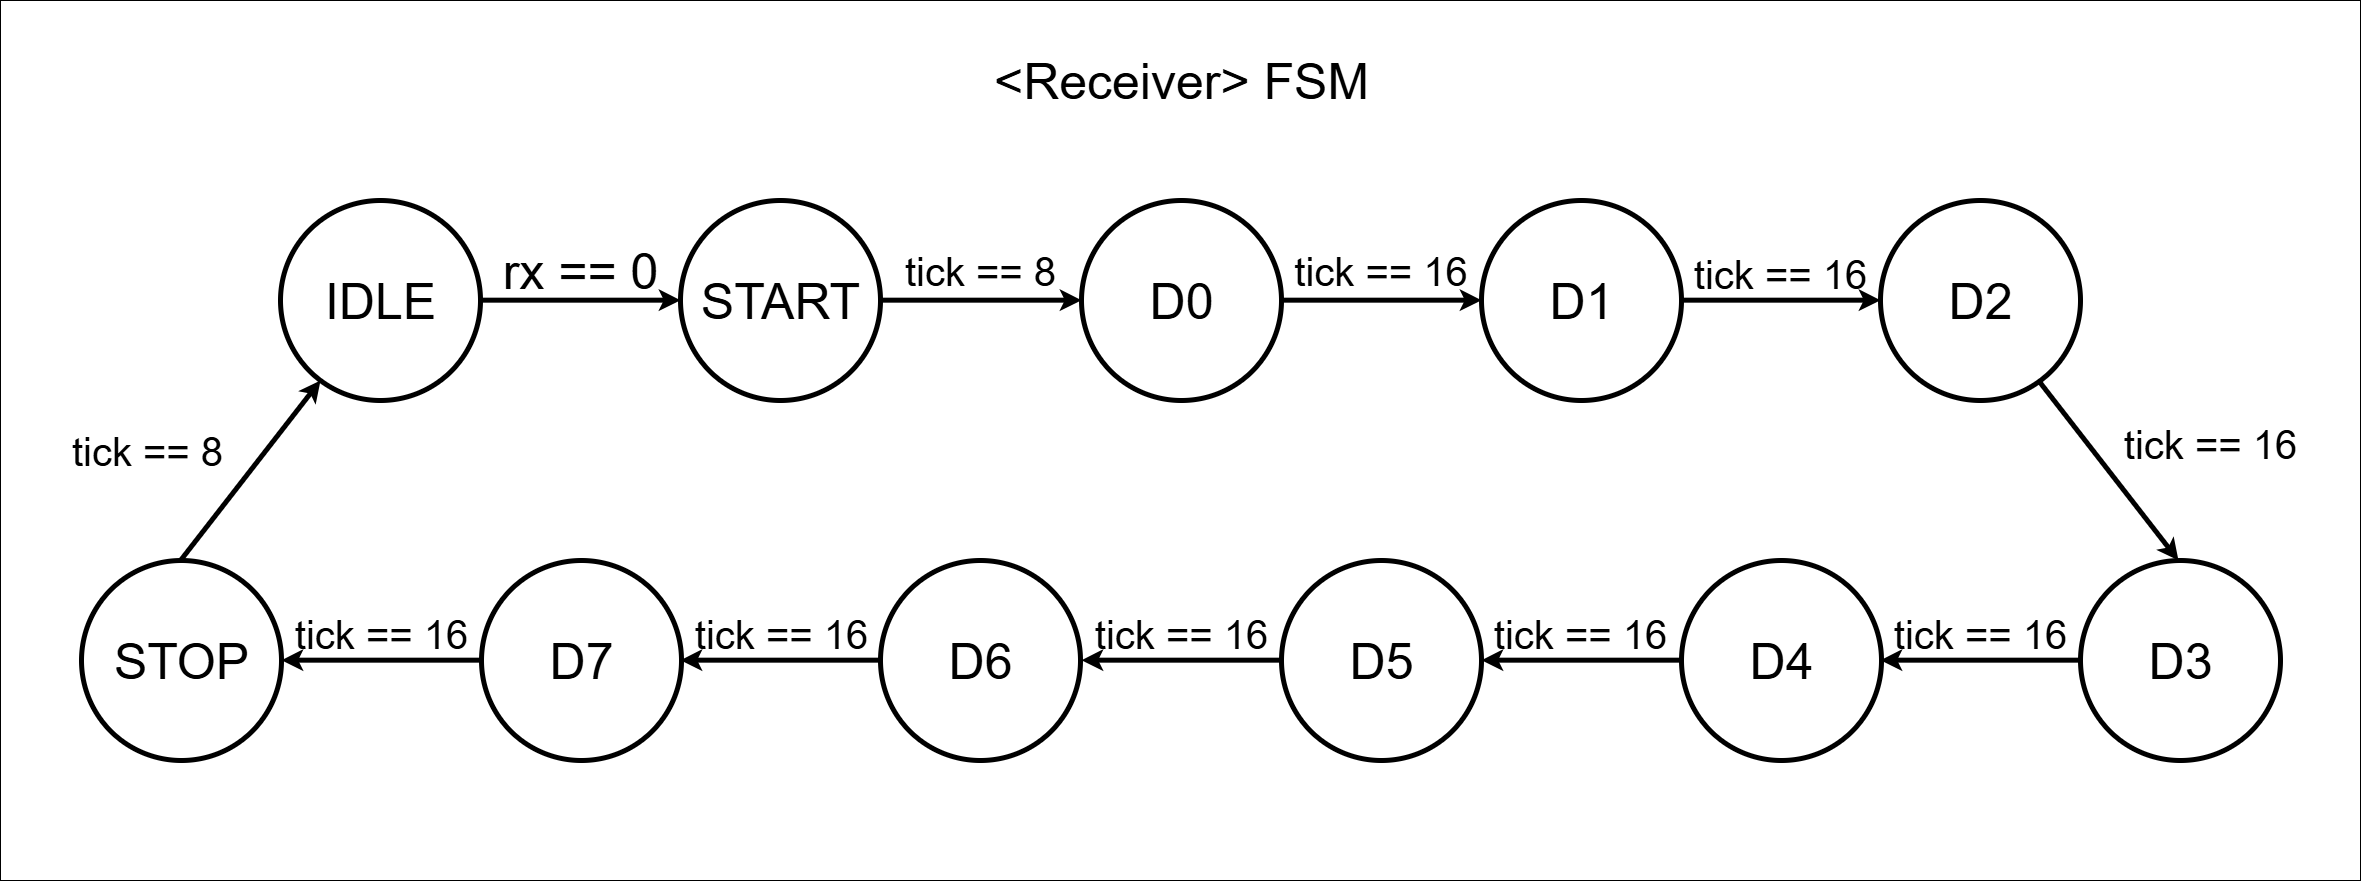 <Receiver> FSM
IDLE
rx == 0
START
tick == 8
D0
tick == 16
D1
tick == 16
D2
tick == 8
tick == 16
STOP
tick == 16
D7
tick == 16
D6
tick == 16
D5
tick == 16
D4
tick == 16
D3